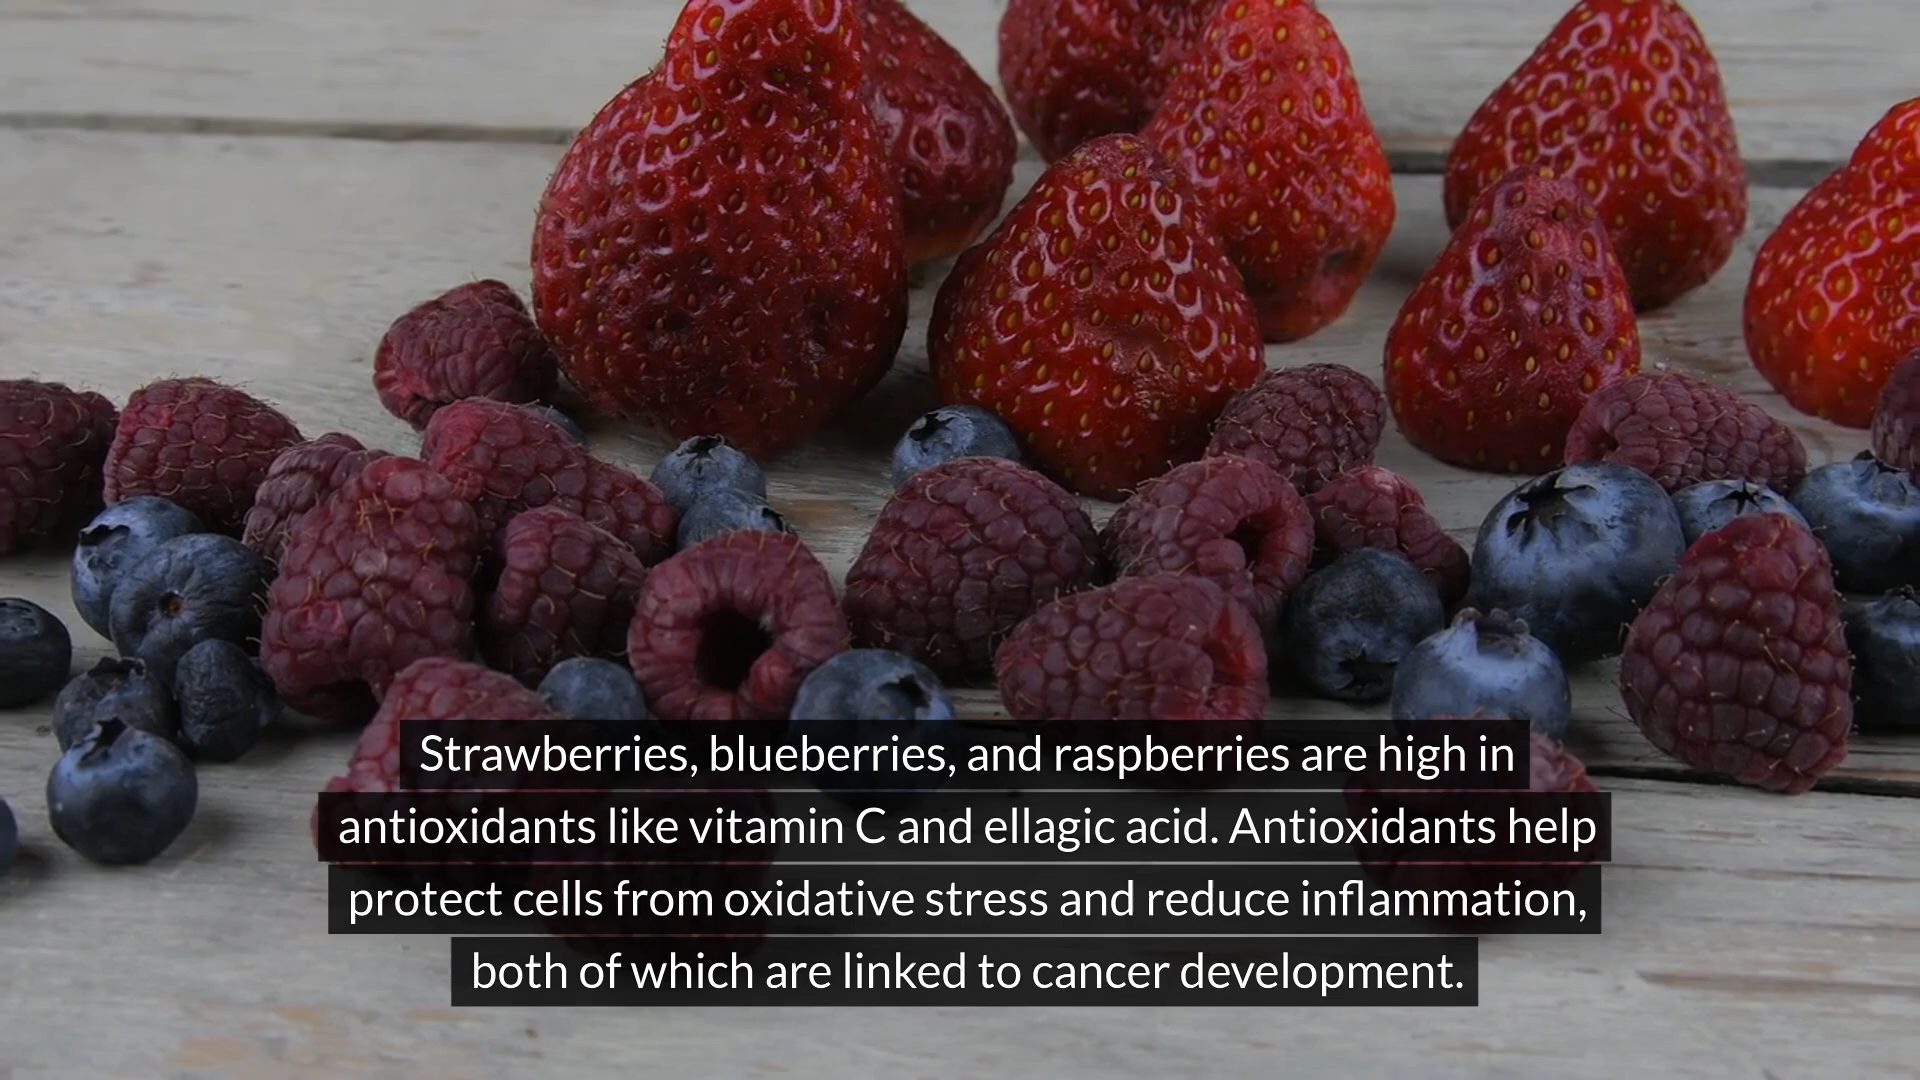 Strawberries, blueberries, and raspberries are high in
antioxidants like vitamin C and ellagic acid. Antioxidants help
protect cells from oxidative stress and reduce inflammation,
both of which are linked to cancer development.